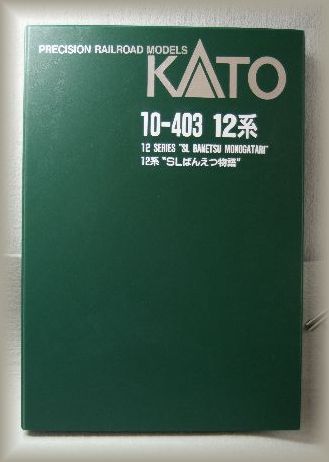 PRECISION RAILROAD MODELS
KATO
10-403 12系
12 SERIES "SL BANETSU MONOGATARI"
12系 "SLばんえつ物語"